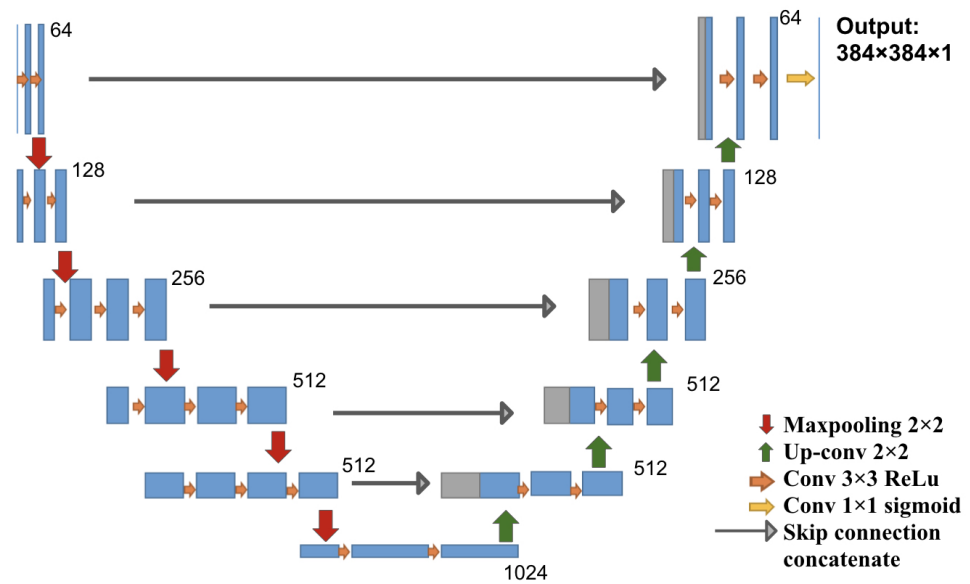 64
64
Output:
384×384×1
128
128
256
256
512
512
512
512
1024
Maxpooling 2×2
Up-conv 2×2
Conv 3×3 ReLu
Conv 1×1 sigmoid
Skip connection
concatenate